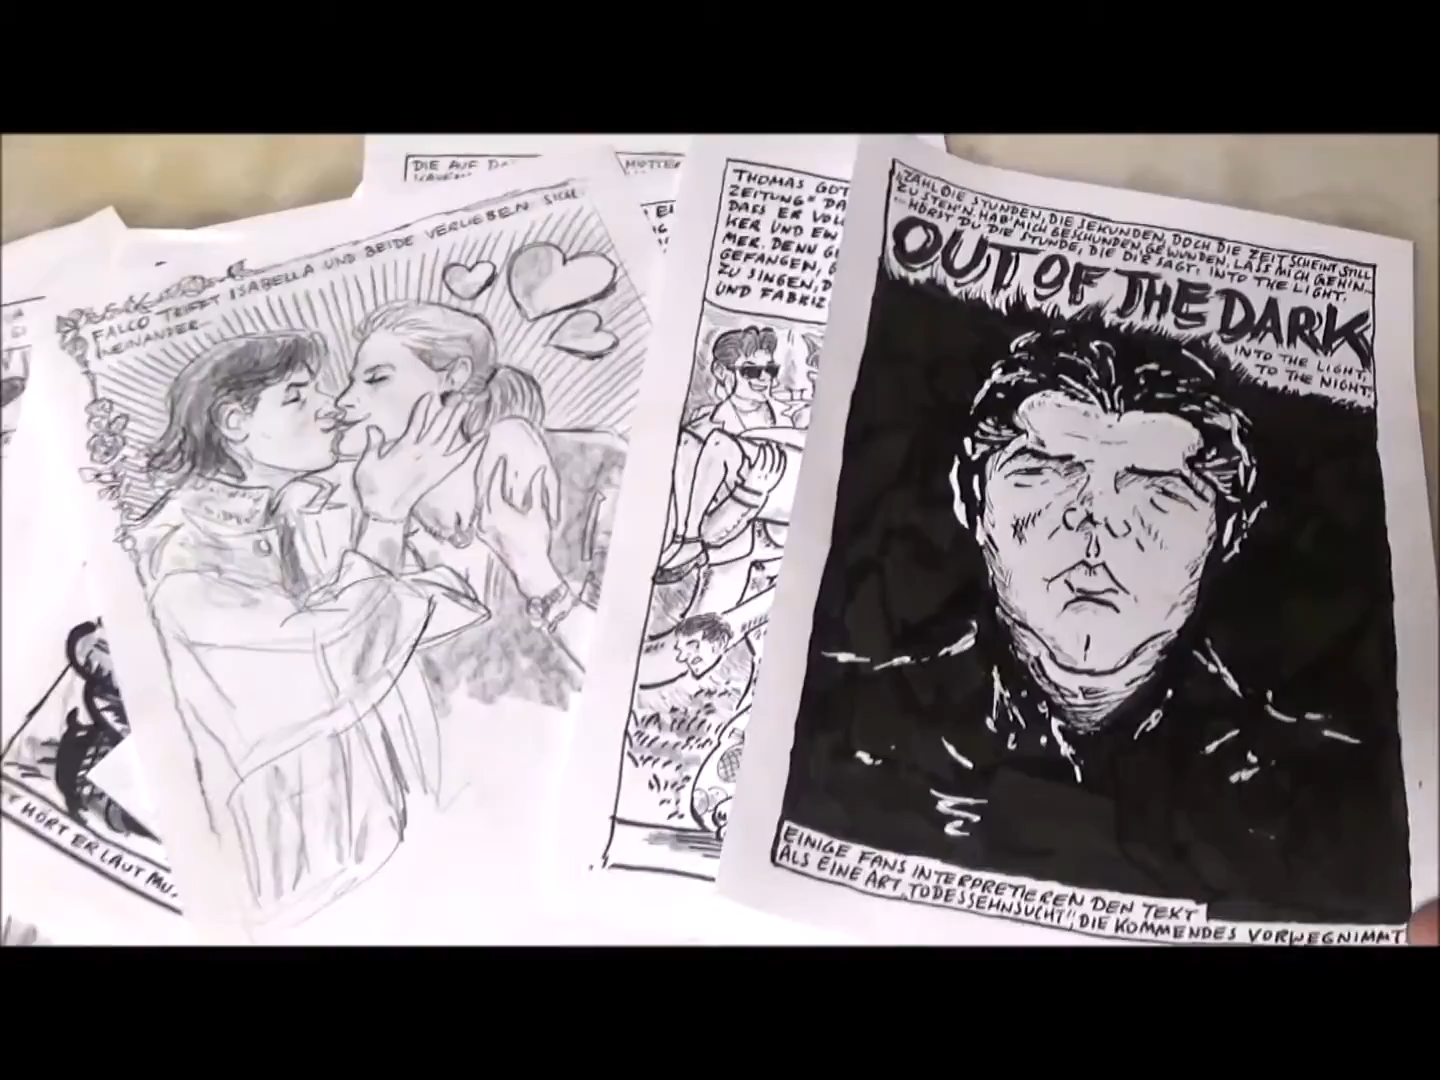 DIE AUF DA
MUTTE
FALCO TRIFFT ISABELLA UND BEIDE VERLIEBEN SICH
INEINANDER...
T HÖRT ER LAUT MU
THOMAS GOT
ZEITUNG" DA
DASS ER VOL
KER UND EW
MER. DENN G
GEFANGEN, G
ZU SINGEN, D
UND FABRIZ
"ZÄHL DIE STUNDEN, DIE SEKUNDEN, DOCH DIE ZEIT SCHEINT STILL
ZU STEH'N. HAB' MICH GESCHUNDEN, GEWUNDEN, LASS MICH GEH'N...
...HÖRST DU DIE STUNDE, DIE DIR SAGT: INTO THE LIGHT.
OUT OF THE DARK
INTO THE LIGHT,
TO THE NIGHT.
EINIGE FANS INTERPRETIEREN DEN TEXT
ALS EINE ART „TODESSEHNSUCHT", DIE KOMMENDES VORWEGNIMMT.